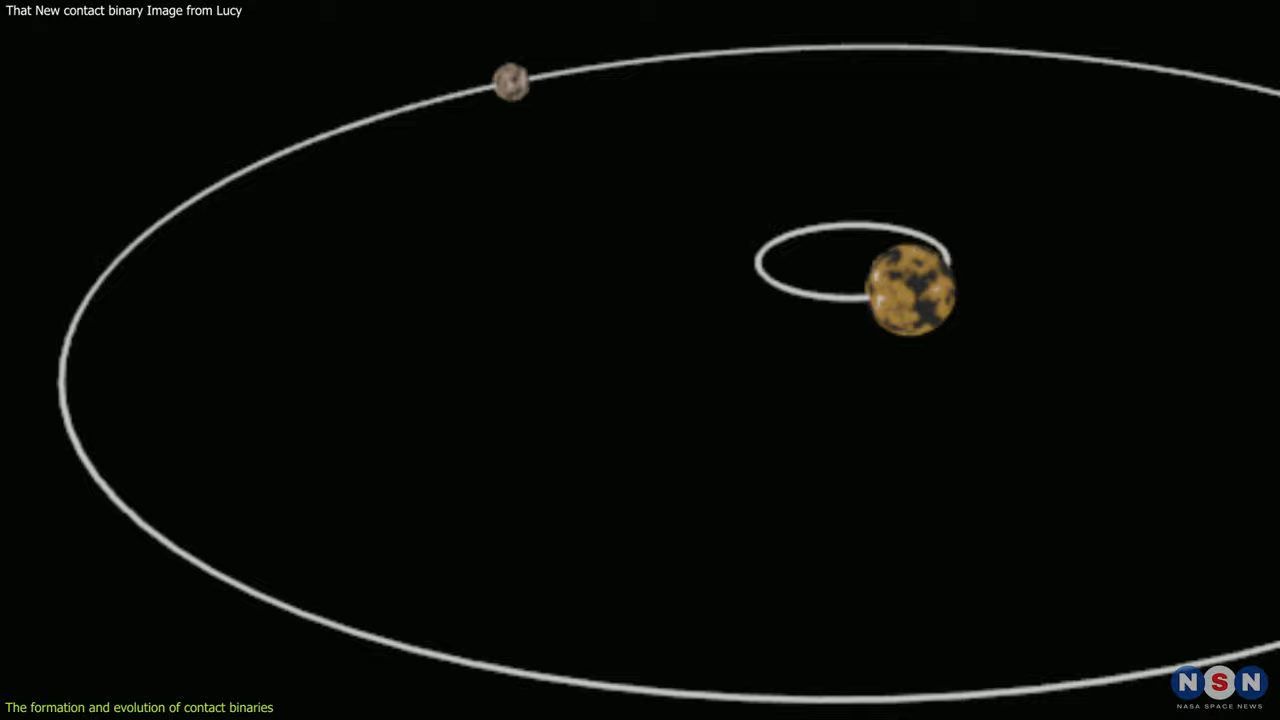 That New contact binary Image from Lucy
NSN
NASA SPACE NEWS
The formation and evolution of contact binaries